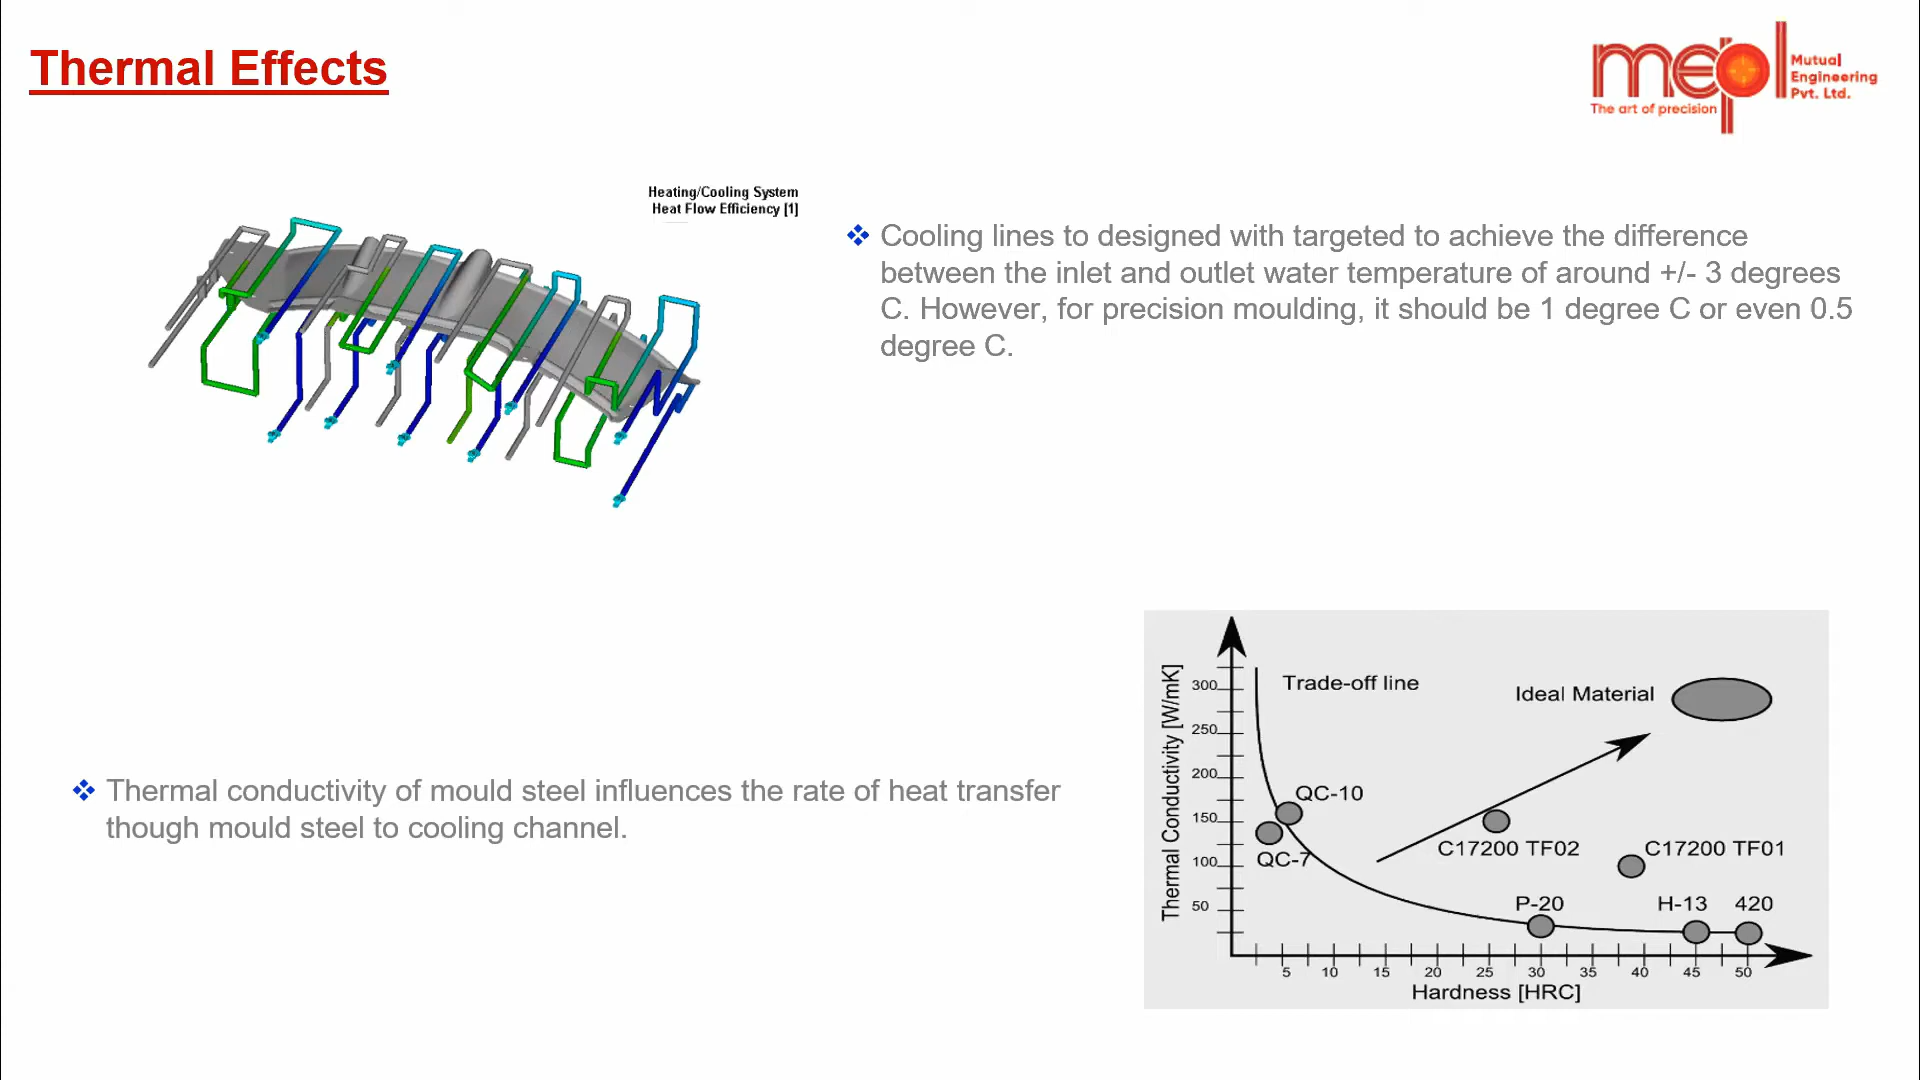 Thermal Effects
mepl
Mutual
Engineering
Pvt. Ltd.
The art of precision
Heating/Cooling System
Heat Flow Efficiency [1]
Cooling lines to designed with targeted to achieve the difference
between the inlet and outlet water temperature of around +/- 3 degrees
C. However, for precision moulding, it should be 1 degree C or even 0.5
degree C.
Thermal conductivity of mould steel influences the rate of heat transfer
though mould steel to cooling channel.
Thermal Conductivity [W/mK]
300
250
200
150
100
50
Trade-off line
Ideal Material
QC-10
QC-7
C17200 TF02
C17200 TF01
P-20
H-13
420
5 10 15 20 25 30 35 40 45 50
Hardness [HRC]